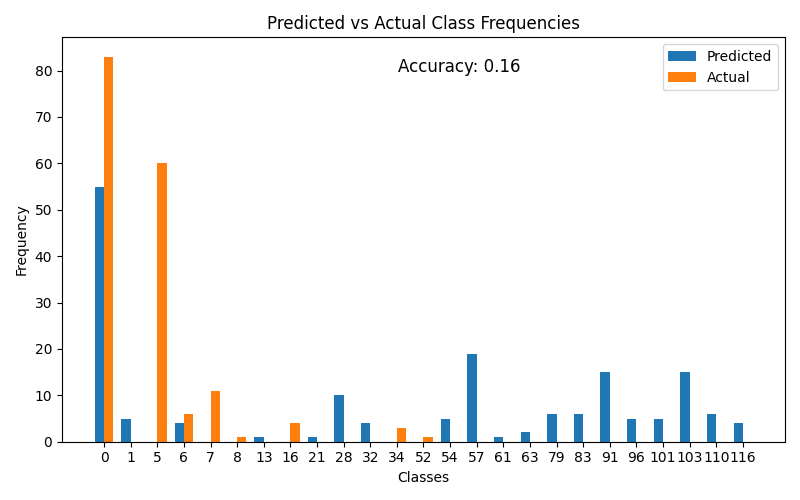 Predicted vs Actual Class Frequencies
Accuracy: 0.16
Predicted
Actual
Frequency
80
70
60
50
40
30
20
10
0
0 1 5 6 7 8 13 16 21 28 32 34 52 54 57 61 63 79 83 91 96 101 103 110 116
Classes